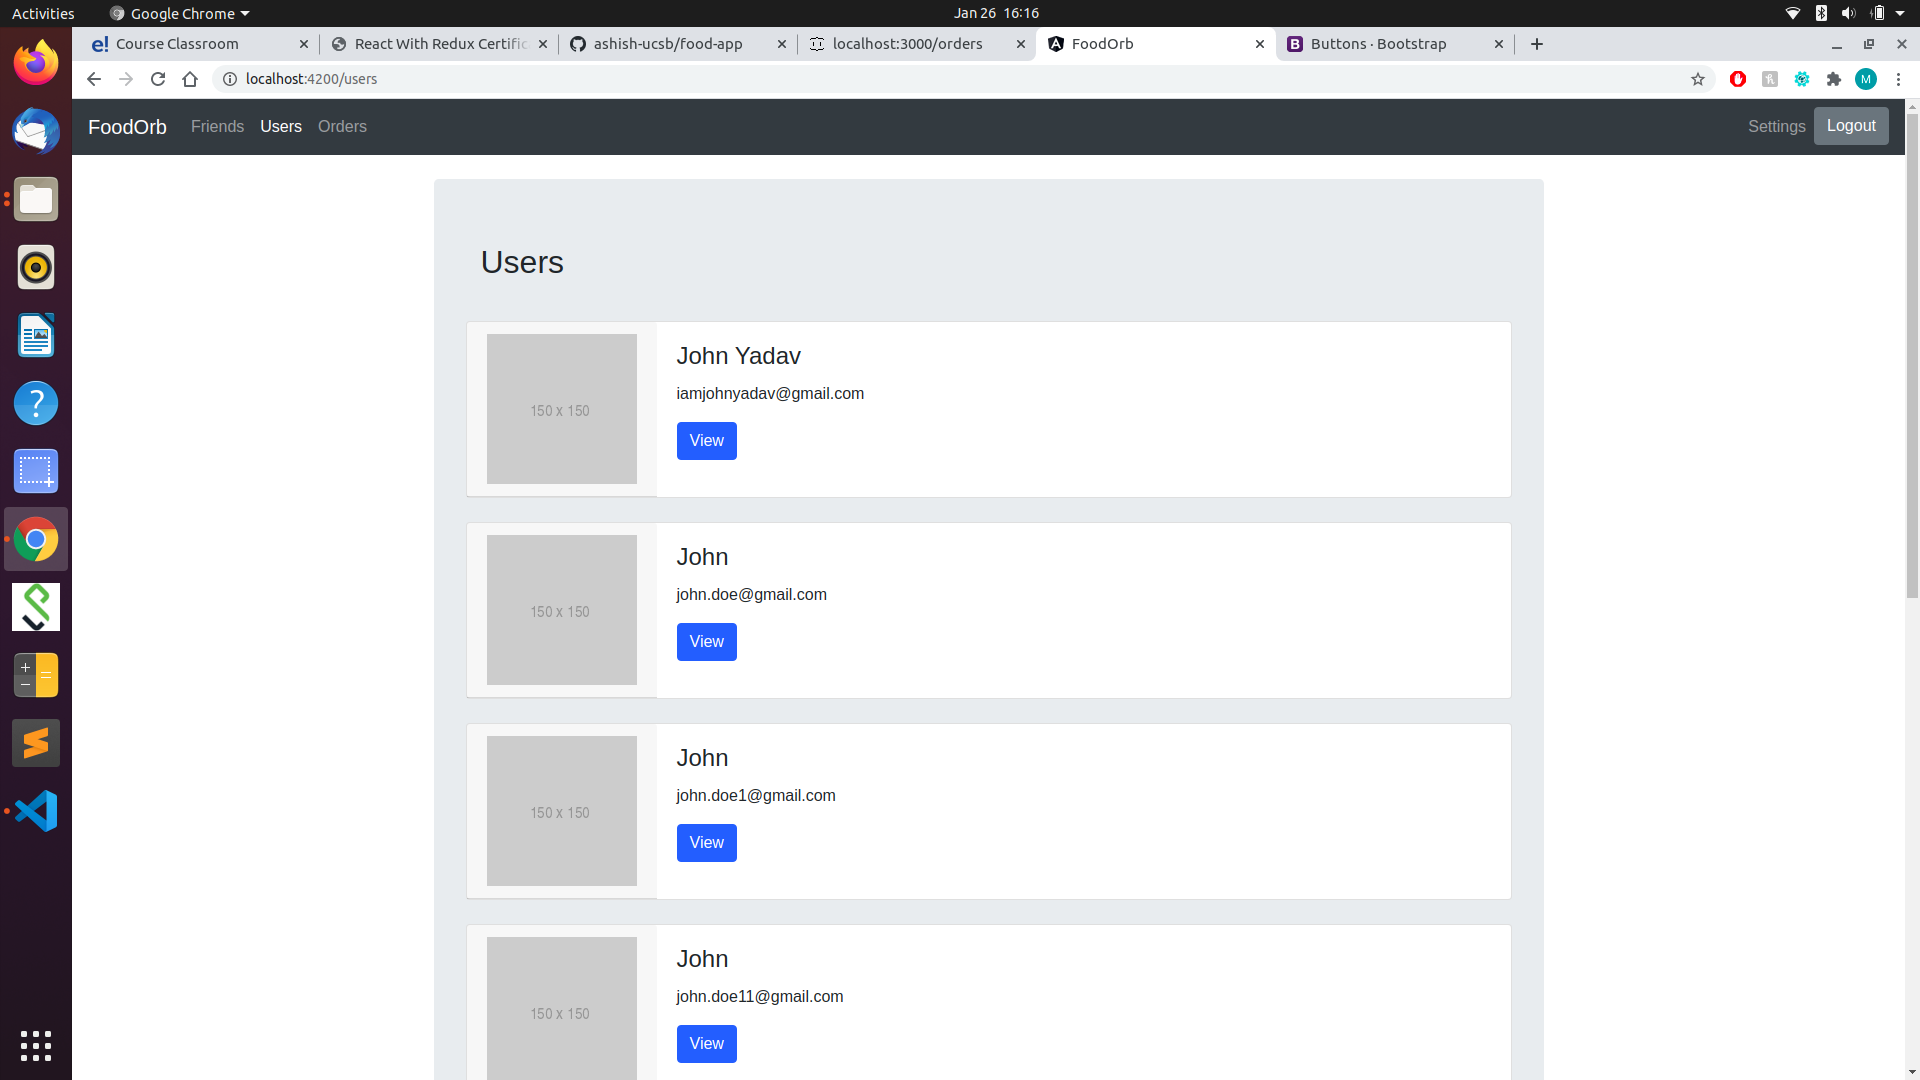 Activities Google Chrome Jan 26 16:16
e! Course Classroom React With Redux Certific ashish-ucsb/food-app localhost:3000/orders FoodOrb B Buttons · Bootstrap
localhost:4200/users M
FoodOrb Friends Users Orders Settings Logout
Users
150 x 150
John Yadav
iamjohnyadav@gmail.com
View
150 x 150
John
john.doe@gmail.com
View
150 x 150
John
john.doe1@gmail.com
View
150 x 150
John
john.doe11@gmail.com
View